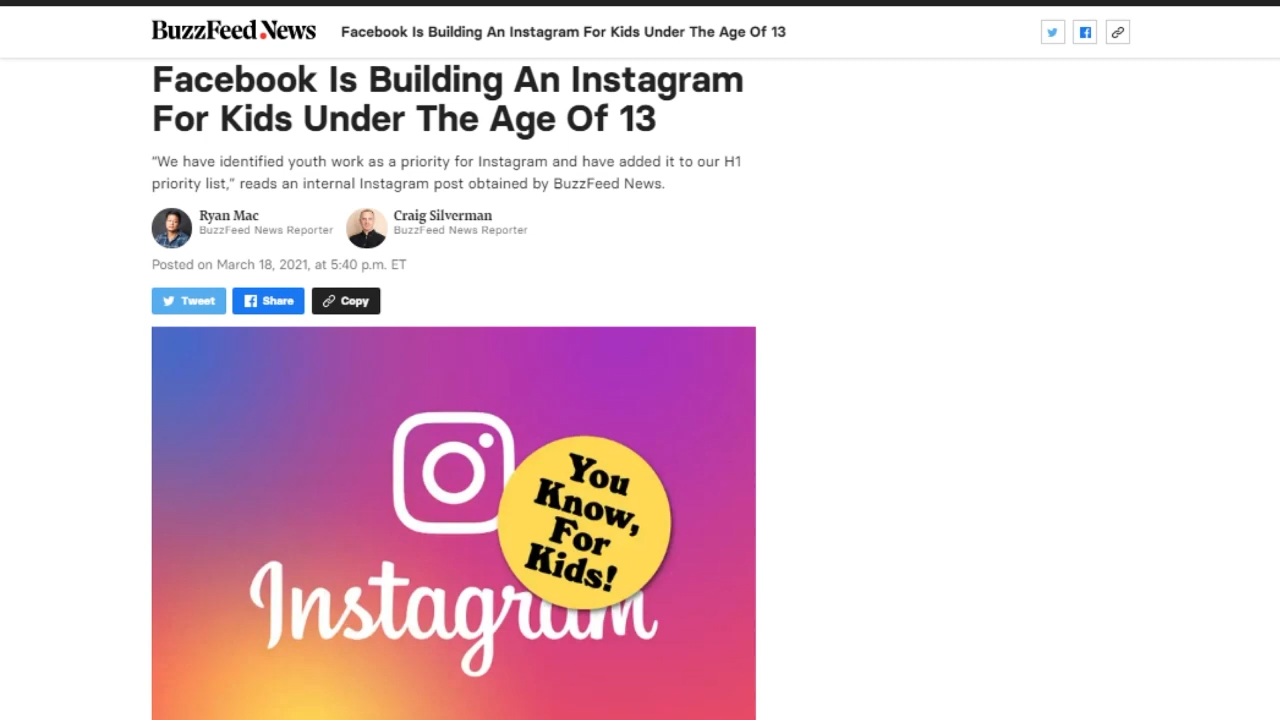 BuzzFeed News
Facebook Is Building An Instagram For Kids Under The Age Of 13
Facebook Is Building An Instagram
For Kids Under The Age Of 13
“We have identified youth work as a priority for Instagram and have added it to our H1
priority list,” reads an internal Instagram post obtained by BuzzFeed News.
Ryan Mac
BuzzFeed News Reporter
Craig Silverman
BuzzFeed News Reporter
Posted on March 18, 2021, at 5:40 p.m. ET
Tweet
Share
Copy
You
Know,
For
Kids!
Instagram